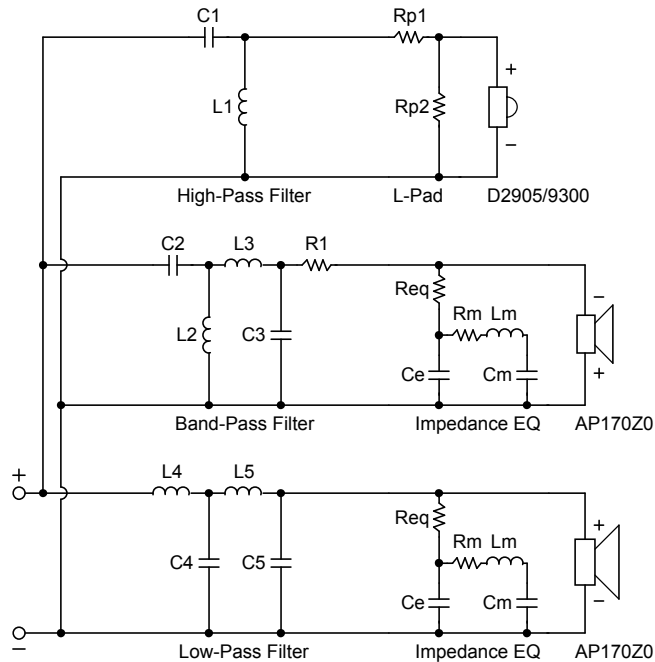 C1
Rp1
+
L1
Rp2
−
High-Pass Filter L-Pad D2905/9300
C2 L3 R1
Req
−
Rm Lm
L2 C3
Ce Cm
+
Band-Pass Filter Impedance EQ AP170Z0
L4 L5
+
Req
+
Rm Lm
C4 C5
Ce Cm
−
−
Low-Pass Filter Impedance EQ AP170Z0